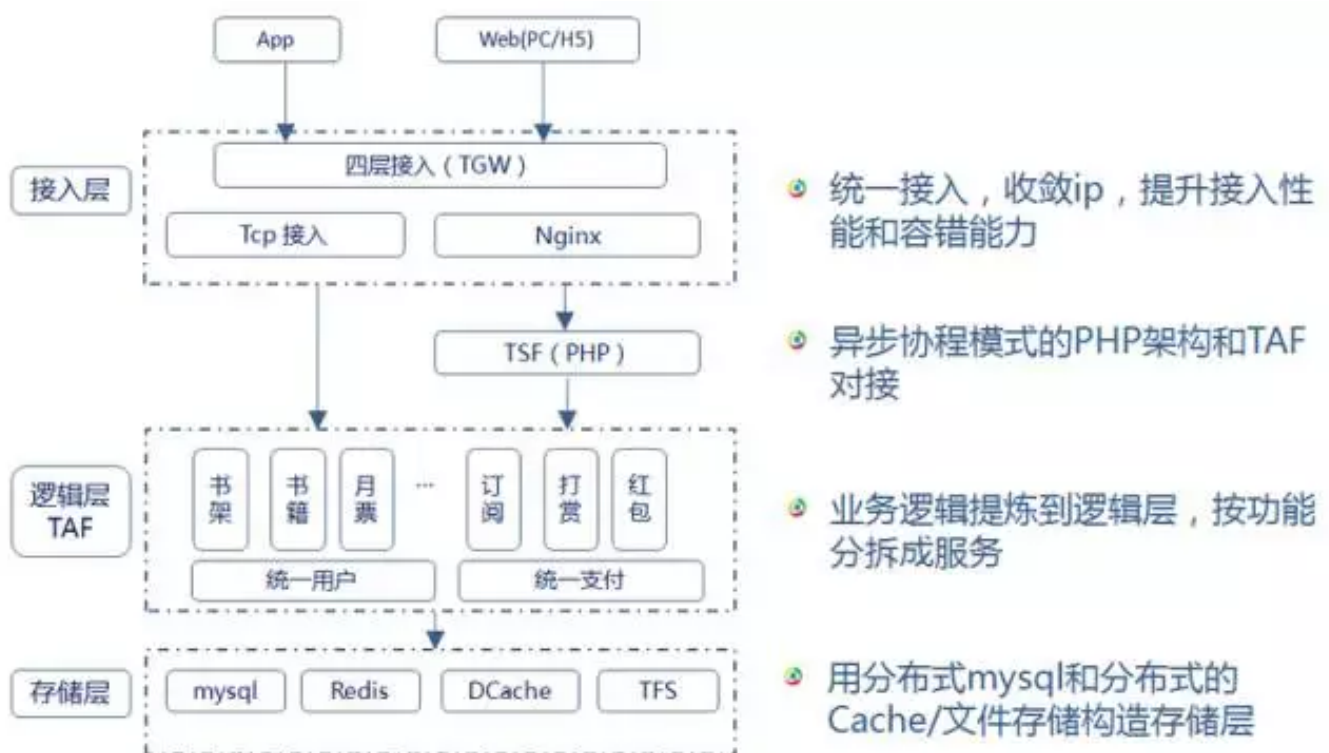 App
Web(PC/H5)
接入层
四层接入（TGW）
Tcp 接入
Nginx
统一接入，收敛ip，提升接入性
能和容错能力
TSF（PHP）
异步协程模式的PHP架构和TAF
对接
逻辑层
TAF
书架
书籍
月票
...
订阅
打赏
红包
统一用户
统一支付
业务逻辑提炼到逻辑层，按功能
分拆成服务
存储层
mysql
Redis
DCache
TFS
用分布式mysql和分布式的
Cache/文件存储构造存储层